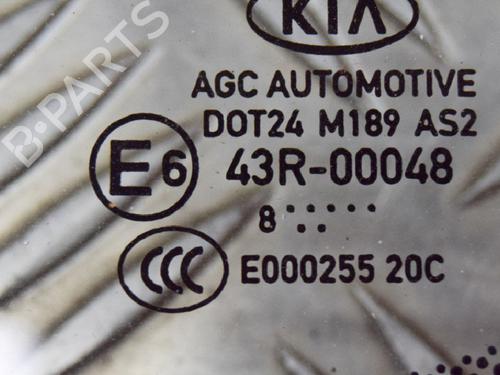 KIA
AGC AUTOMOTIVE
DOT24 M189 AS2
E6 43R-00048
8
CCC E000255 20C
B-PARTS